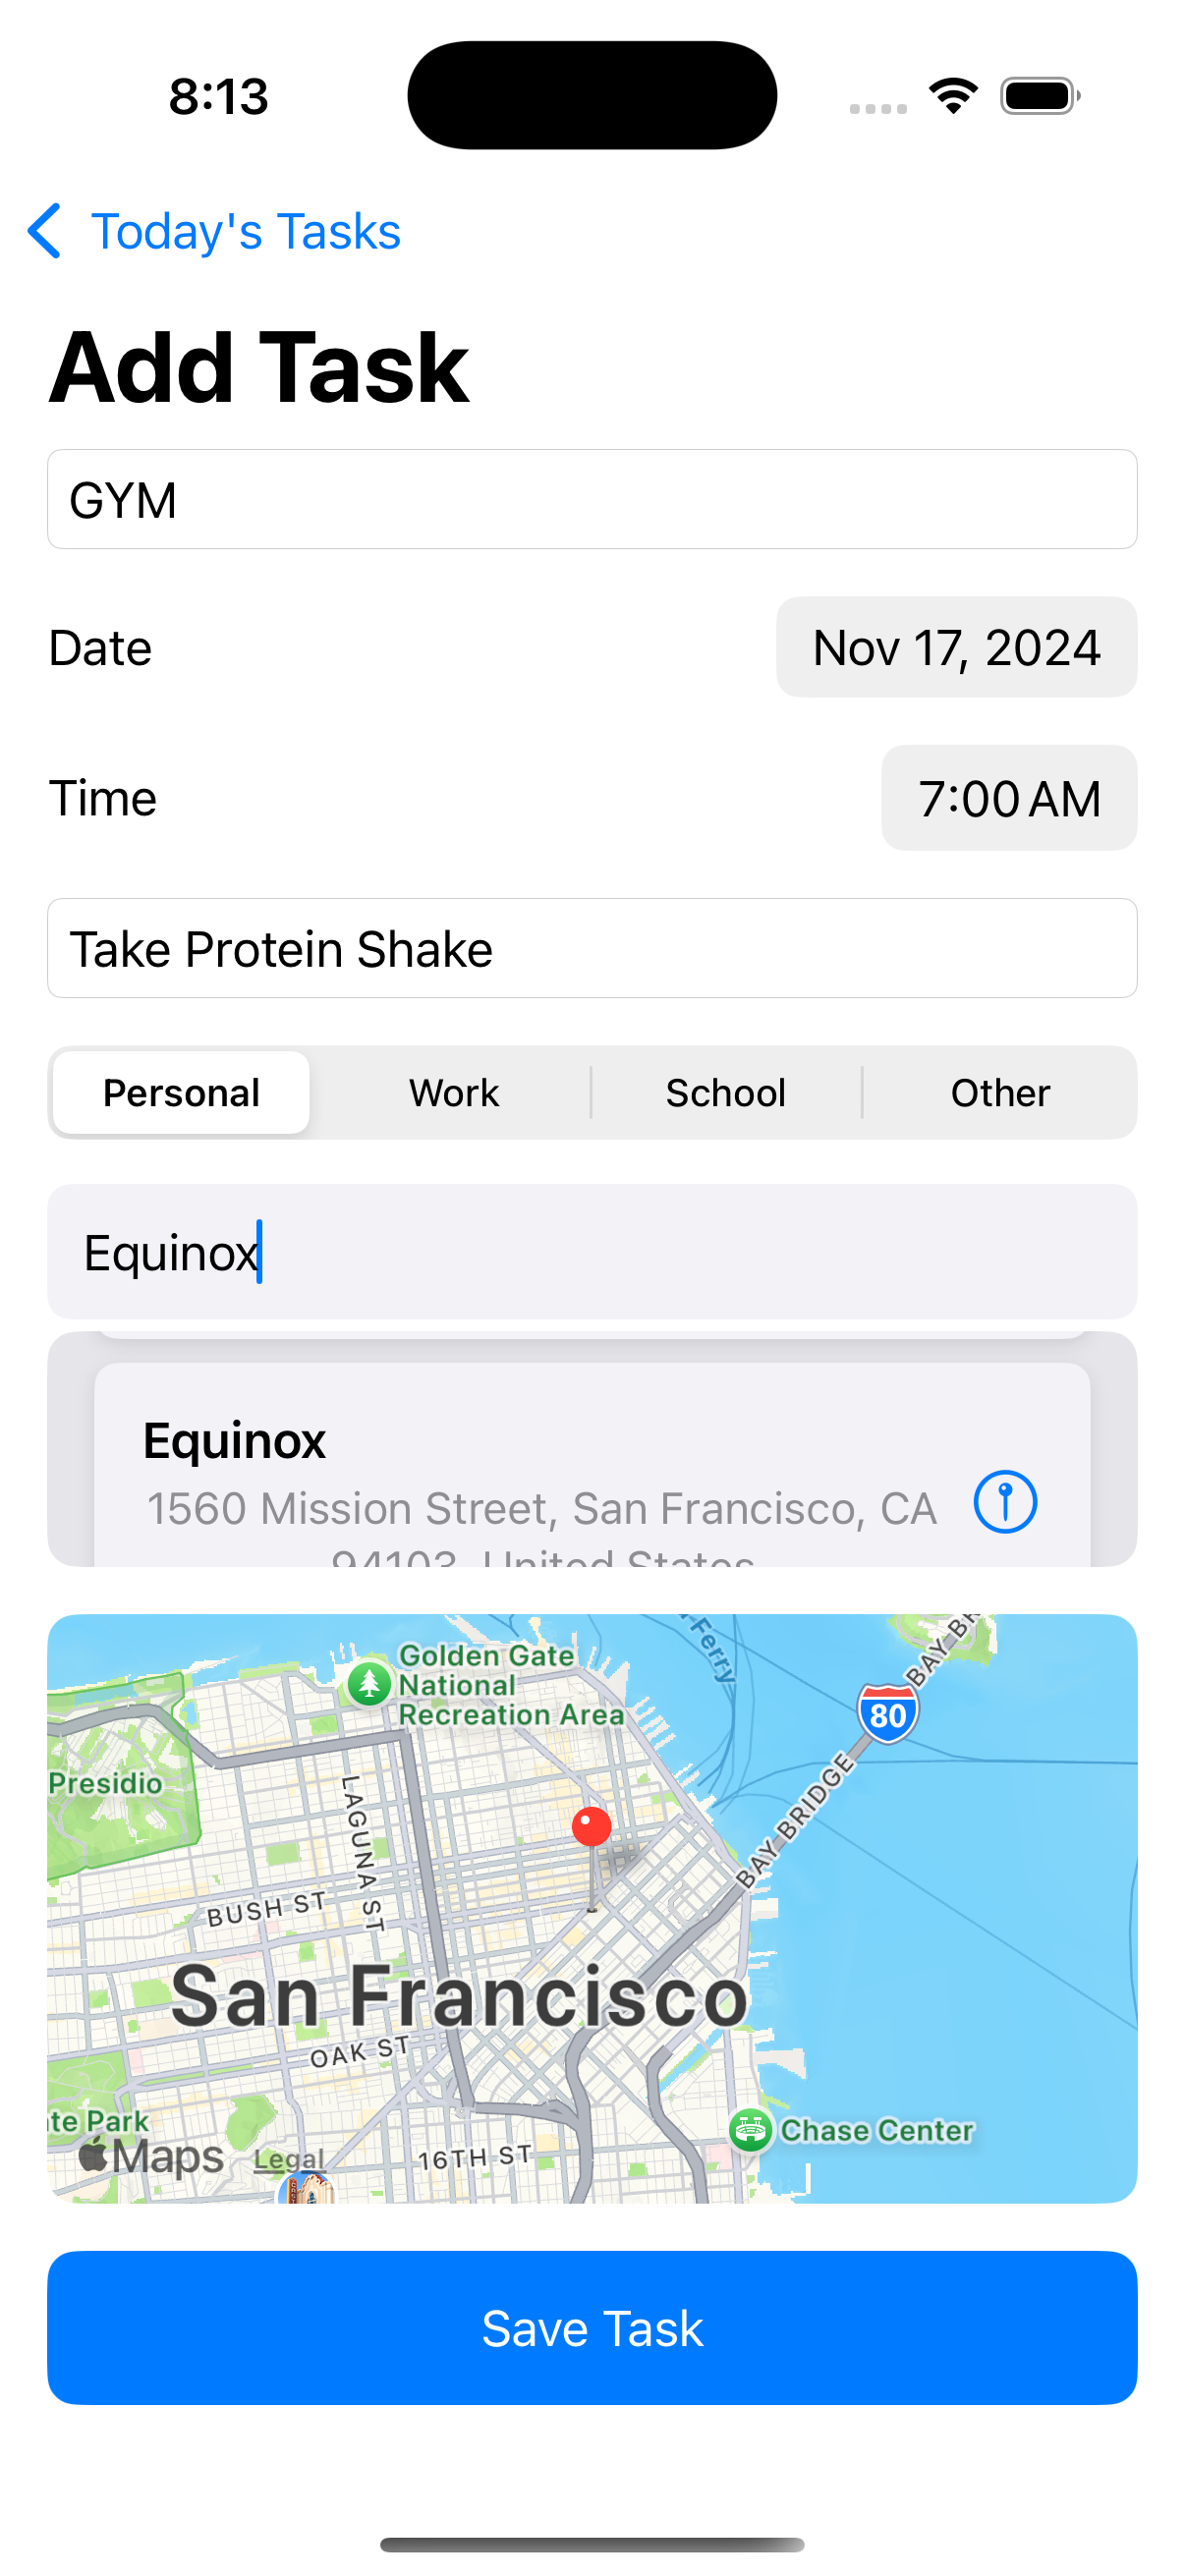 8:13
Today's Tasks
Add Task
GYM
Date
Nov 17, 2024
Time
7:00 AM
Take Protein Shake
Personal
Work
School
Other
Equinox
Equinox
1560 Mission Street, San Francisco, CA
94103, United States
Golden Gate
National
Recreation Area
Ferry
BAY BR
80
Presidio
LAGUNA ST
BAY BRIDGE
BUSH ST
San Francisco
OAK ST
te Park
Chase Center
Maps
Legal
16TH ST
Save Task